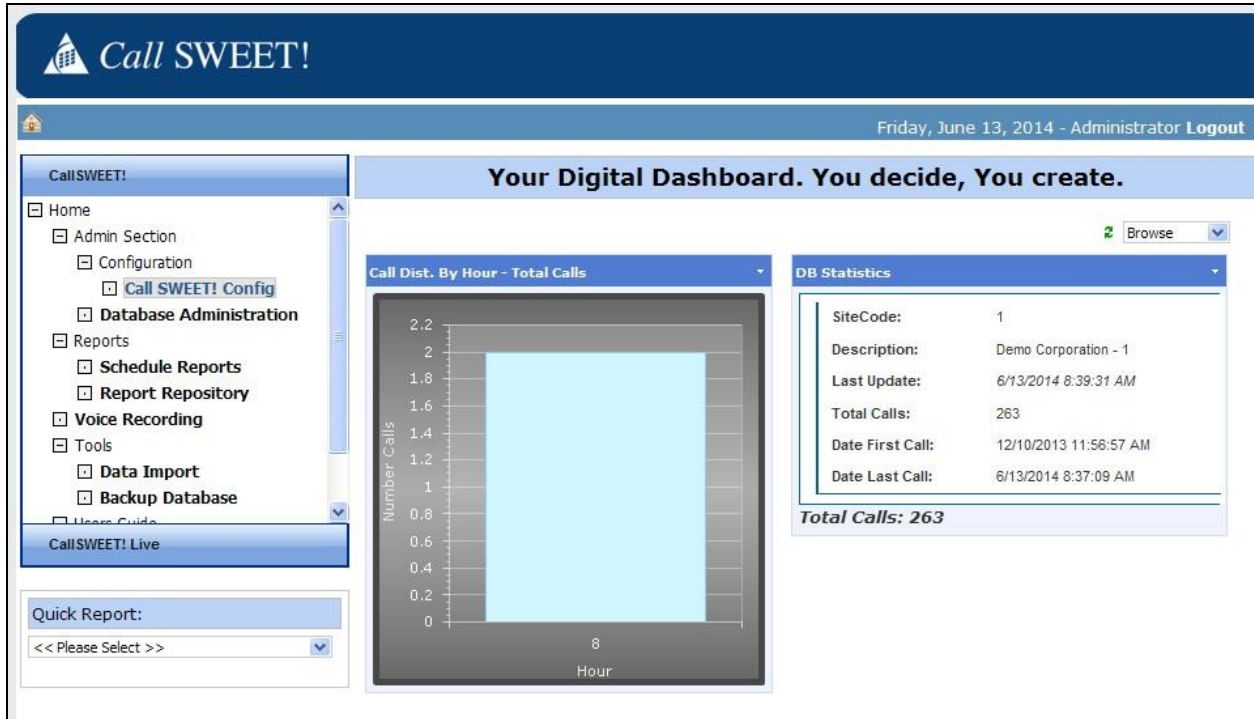 Call SWEET!
Friday, June 13, 2014 - Administrator Logout
CallSWEET!
Home
Admin Section
Configuration
Call SWEET! Config
Database Administration
Reports
Schedule Reports
Report Repository
Voice Recording
Tools
Data Import
Backup Database
Users Guide
CallSWEET! Live
Quick Report:
<< Please Select >>
Your Digital Dashboard. You decide, You create.
Browse
Call Dist. By Hour - Total Calls
Number Calls
2.2
2
1.8
1.6
1.4
1.2
1
0.8
0.6
0.4
0.2
0
8
Hour
DB Statistics
SiteCode: 1
Description: Demo Corporation - 1
Last Update: 6/13/2014 8:39:31 AM
Total Calls: 263
Date First Call: 12/10/2013 11:56:57 AM
Date Last Call: 6/13/2014 8:37:09 AM
Total Calls: 263